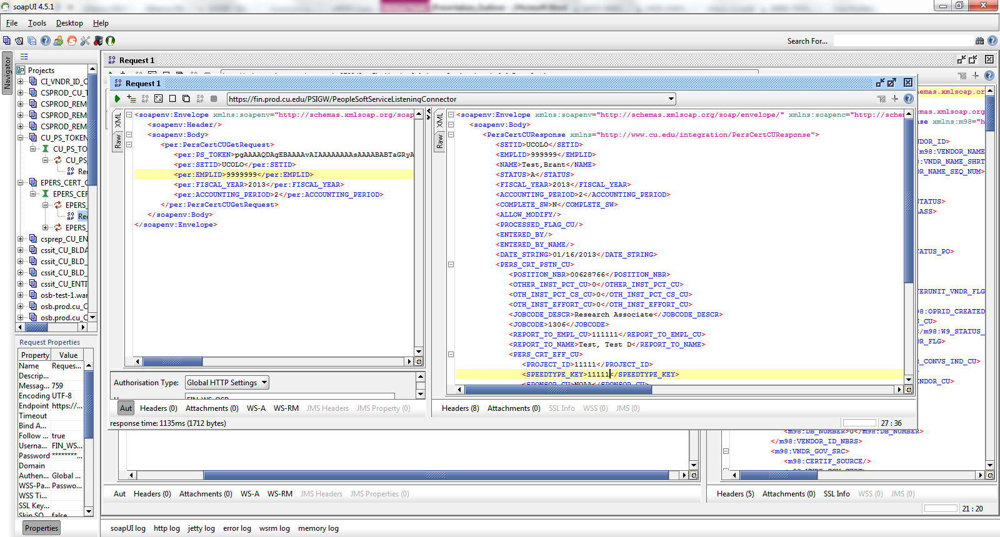 soapUI 4.5.1
File Tools Desktop Help
Search For...
Navigator
Projects
CI_VNDR_ID_C
CSPROD_CU_T
CSPROD_REM
CSPROD_REM
CSPROD_REM
CU_PS_TOKEN
CU_PS_TO
CU_PS_
Re
EPERS_CERT_C
EPERS_CEF
EPERS_
Re
EPERS_
csprep_CU_EN
cssit_CU_BLDA
cssit_CU_BLD_
cssit_CU_BLD_
cssit_CU_ENTI
osb-test-1.war
osb.prod.cu_C
osb.prod.cu_C
Request Properties
Property Value
Name Reques...
Descrip...
Messag... 759
Encoding UTF-8
Endpoint https://...
Timeout
Bind A...
Follow ... true
Userna... FIN_WS...
Password ********...
Domain
Authen... Global ...
WSS-Pa... Passwo...
WSS Ti...
SSL Key...
Skip SO... false
Properties
Request 1
Request 1
https://fin.prod.cu.edu/PSIGW/PeopleSoftServiceListeningConnector
XML
Raw
<soapenv:Envelope xmlns:soapenv="http://schemas.xmlsoap.org/soap
<soapenv:Header/>
<soapenv:Body>
<per:PersCertCUGetRequest>
<per:PS_TOKEN>pgAAAAQDAgEBAAAAvAIAAAAAAAAsAAAABABTaGRyA
<per:SETID>UCOLO</per:SETID>
<per:EMPLID>9999999</per:EMPLID>
<per:FISCAL_YEAR>2013</per:FISCAL_YEAR>
<per:ACCOUNTING_PERIOD>2</per:ACCOUNTING_PERIOD>
</per:PersCertCUGetRequest>
</soapenv:Body>
</soapenv:Envelope>
Authorisation Type: Global HTTP Settings
FIN_WS_OSB
Aut Headers (0) Attachments (0) WS-A WS-RM JMS Headers JMS Property (0)
response time: 1135ms (1712 bytes)
XML
Raw
<soapenv:Envelope xmlns:soapenv="http://schemas.xmlsoap.org/soap/envelope/" xmlns:soapenc="http://sche
<soapenv:Body>
<PersCertCUResponse xmlns="http://www.cu.edu/integration/PersCertCUResponse">
<SETID>UCOLO</SETID>
<EMPLID>999999</EMPLID>
<NAME>Test,Brant</NAME>
<STATUS>A</STATUS>
<FISCAL_YEAR>2013</FISCAL_YEAR>
<ACCOUNTING_PERIOD>2</ACCOUNTING_PERIOD>
<COMPLETE_SW>N</COMPLETE_SW>
<ALLOW_MODIFY/>
<PROCESSED_FLAG_CU/>
<ENTERED_BY/>
<ENTERED_BY_NAME/>
<DATE_STRING>01/16/2013</DATE_STRING>
<PERS_CRT_PSTN_CU>
<POSITION_NBR>00628766</POSITION_NBR>
<OTHER_INST_PCT_CU>0</OTHER_INST_PCT_CU>
<OTH_INST_PCT_CS_CU>0</OTH_INST_PCT_CS_CU>
<OTH_INST_EFFORT_CU>0</OTH_INST_EFFORT_CU>
<JOBCODE_DESCR>Research Associate</JOBCODE_DESCR>
<JOBCODE>1306</JOBCODE>
<REPORT_TO_EMPL_CU>111111</REPORT_TO_EMPL_CU>
<REPORT_TO_NAME>Test, Test D</REPORT_TO_NAME>
<PERS_CRT_EFF_CU>
<PROJECT_ID>11111</PROJECT_ID>
<SPEEDTYPE_KEY>11111</SPEEDTYPE_KEY>
<SPONSOR_CU>NOAA</SPONSOR_CU>
Headers (8) Attachments (0) SSL Info WSS (0) JMS (0)
27 : 36
emas.xmlsoap.or
emas.xmlsoap.org
se xmlns:m98="h
DOR_ID>
m98:VENDOR_NAME
:VNDR_NAME_SHRT
R_NAME_SEQ_NUM>
STATUS>
LASS>
ATUS_PO>
TERUNIT_VNDR_FLG
98:OPRID_CREATED
S_CU>
</m98:W9_STATUS_
OR_FLG>
R_CONVS_IND_CU>
ENDOR_CU>
<m98:DB_NUMBER>0</m98:DB_NUMBER>
</m98:VENDOR_ID_NBRS>
<m98:VNDR_GOV_SRC>
<m98:CERTIF_SOURCE/>
Aut Headers (0) Attachments (0) WS-A WS-RM JMS Headers JMS Properties (0)
Headers (5) Attachments (0) SSL Info WSS (0) JMS (0)
21 : 20
soapUI log http log jetty log error log wsrm log memory log